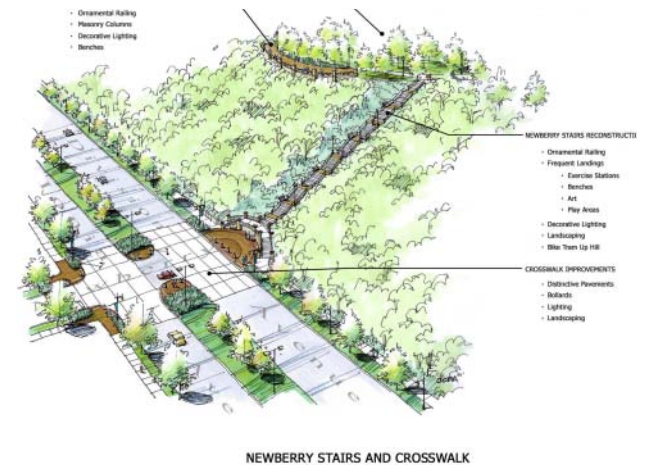 • Ornamental Railing
• Masonry Columns
• Decorative Lighting
• Benches
NEWBERRY STAIRS RECONSTRUCTI
• Ornamental Railing
• Frequent Landings
• Exercise Stations
• Benches
• Art
• Play Areas
• Decorative Lighting
• Landscaping
• Bike Tram Up Hill
CROSSWALK IMPROVEMENTS
• Distinctive Pavements
• Bollards
• Lighting
• Landscaping
NEWBERRY STAIRS AND CROSSWALK